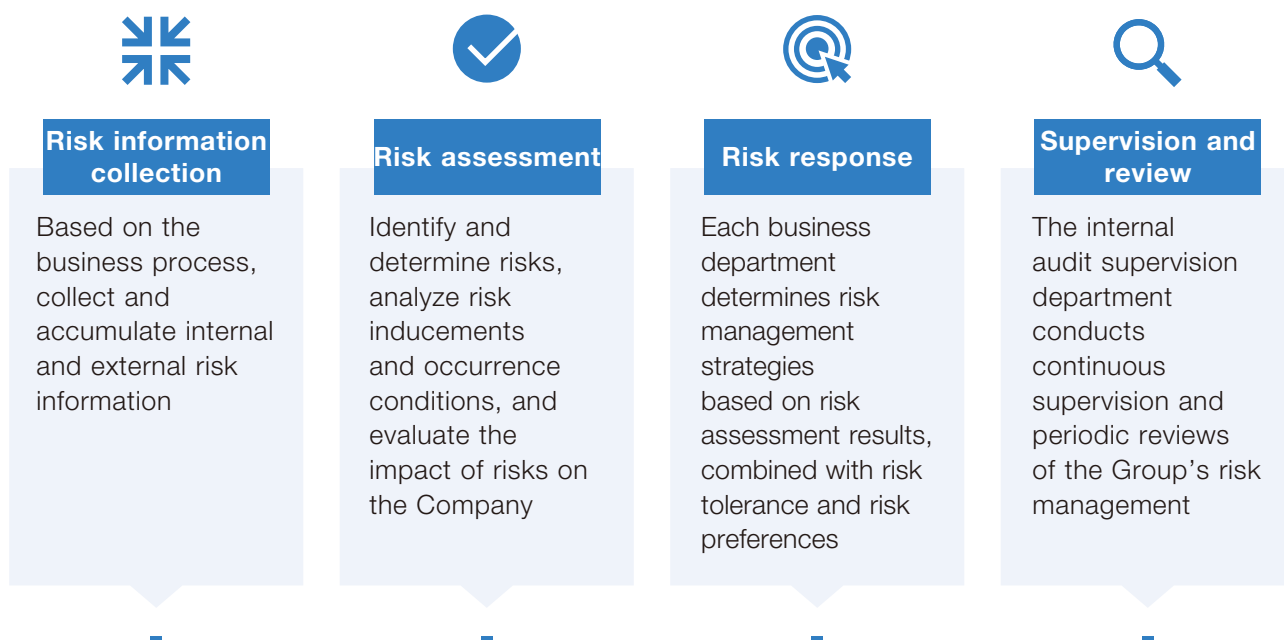 Risk information
collection
Based on the
business process,
collect and
accumulate internal
and external risk
information
Risk assessment
Identify and
determine risks,
analyze risk
inducements
and occurrence
conditions, and
evaluate the
impact of risks on
the Company
Risk response
Each business
department
determines risk
management
strategies
based on risk
assessment results,
combined with risk
tolerance and risk
preferences
Supervision and
review
The internal
audit supervision
department
conducts
continuous
supervision and
periodic reviews
of the Group’s risk
management